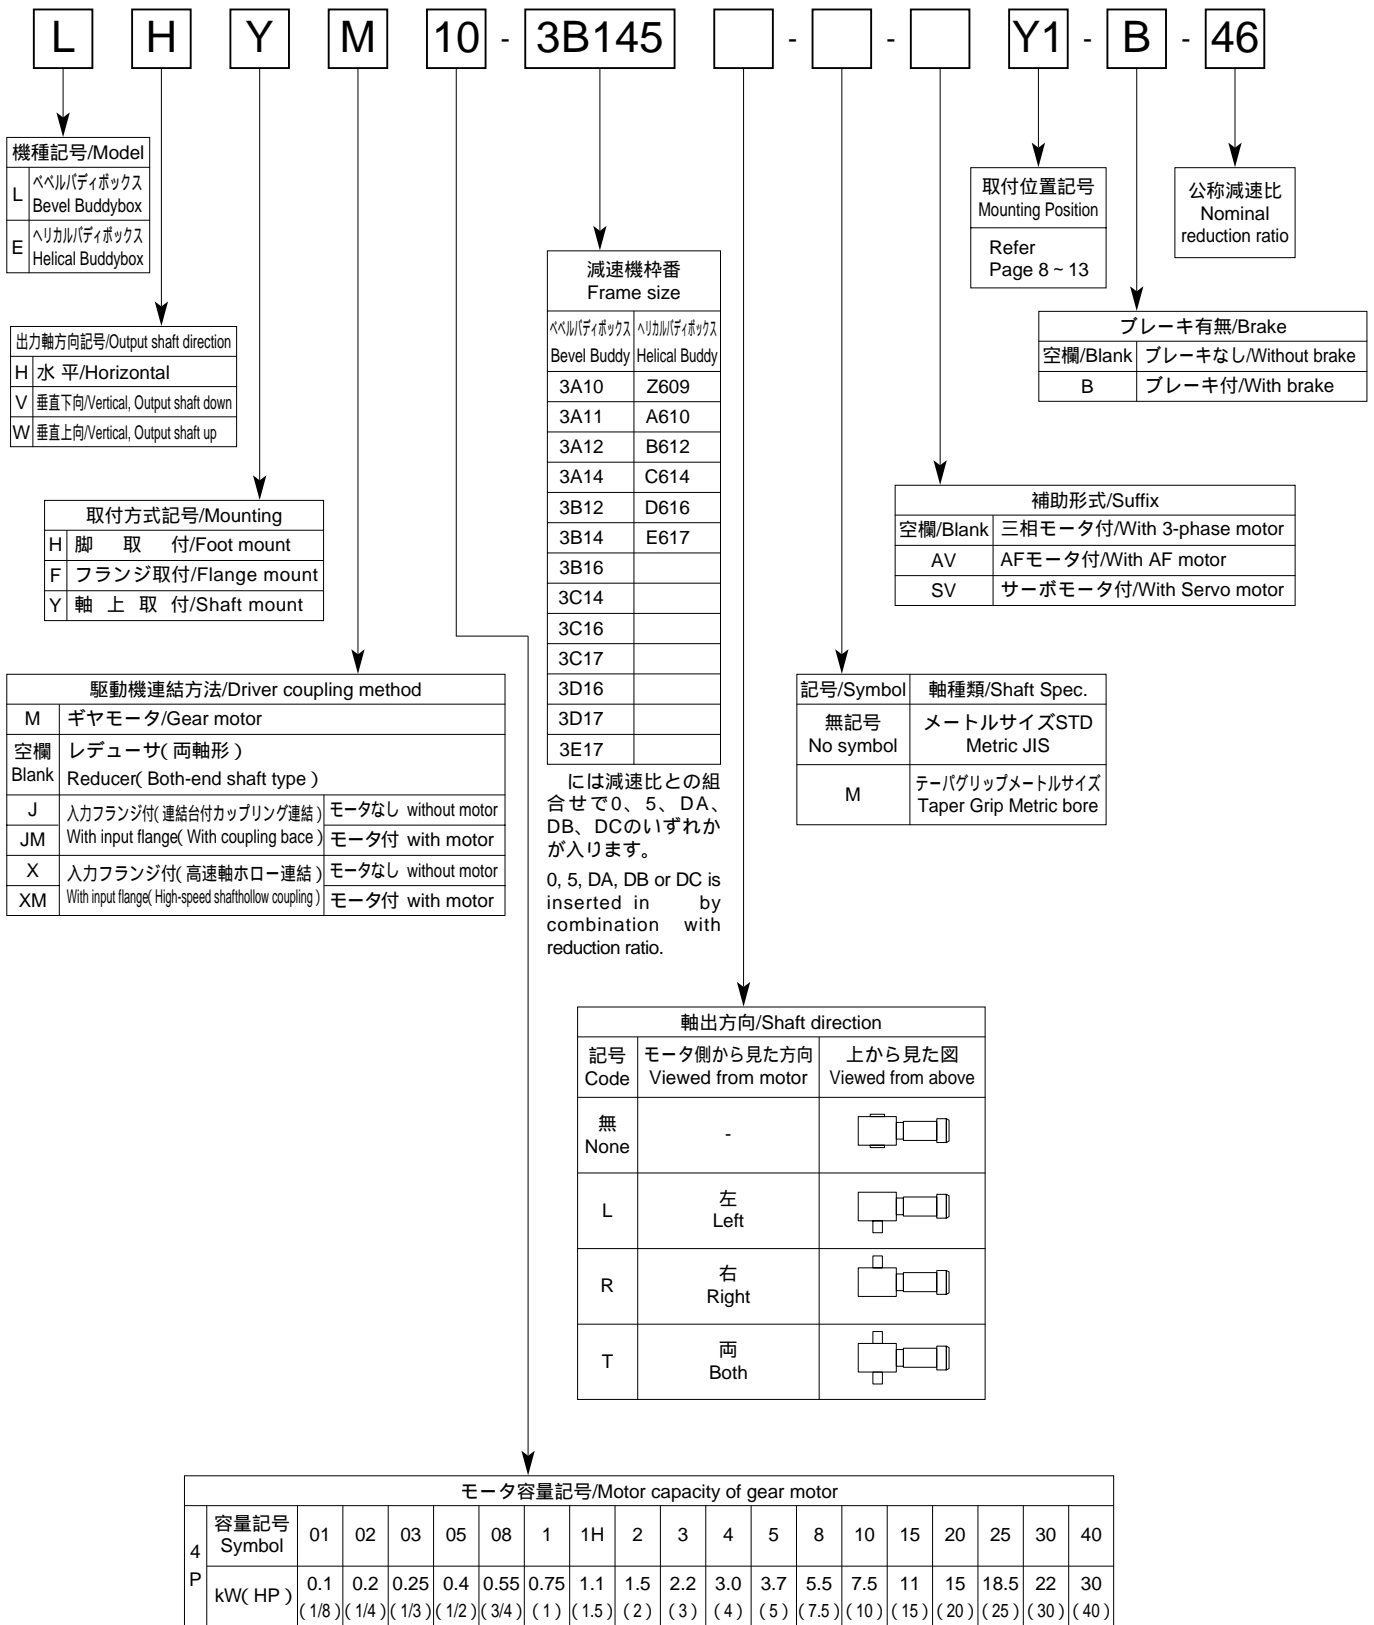 L H Y M 10 - 3B145 - - Y1 - B - 46
機種記号/Model
L ベベルバディボックス
Bevel Buddybox
E ヘリカルバディボックス
Helical Buddybox
出力軸方向記号/Output shaft direction
H 水 平/Horizontal
V 垂直下向/Vertical, Output shaft down
W 垂直上向/Vertical, Output shaft up
取付方式記号/Mounting
H 脚 取 付/Foot mount
F フランジ取付/Flange mount
Y 軸 上 取 付/Shaft mount
駆動機連結方法/Driver coupling method
M ギヤモータ/Gear motor
空欄 レデューサ( 両軸形 )
Blank Reducer( Both-end shaft type )
J 入力フランジ付( 連結台付カップリング連結 ) モータなし without motor
JM With input flange( With coupling bace ) モータ付 with motor
X 入力フランジ付( 高速軸ホロー連結 ) モータなし without motor
XM With input flange( High-speed shafthollow coupling ) モータ付 with motor
減速機枠番
Frame size
ベベルバディボックス ヘリカルバディボックス
Bevel Buddy Helical Buddy
3A10 Z609
3A11 A610
3A12 B612
3A14 C614
3B12 D616
3B14 E617
3B16
3C14
3C16
3C17
3D16
3D17
3E17
には減速比との組
合せで0、5、DA、
DB、DCのいずれか
が入ります。
0, 5, DA, DB or DC is
inserted in by
combination with
reduction ratio.
取付位置記号
Mounting Position
Refer
Page 8 ~ 13
公称減速比
Nominal
reduction ratio
ブレーキ有無/Brake
空欄/Blank ブレーキなし/Without brake
B ブレーキ付/With brake
補助形式/Suffix
空欄/Blank 三相モータ付/With 3-phase motor
AV AFモータ付/With AF motor
SV サーボモータ付/With Servo motor
記号/Symbol 軸種類/Shaft Spec.
無記号 メートルサイズSTD
No symbol Metric JIS
M テーパグリップメートルサイズ
Taper Grip Metric bore
軸出方向/Shaft direction
記号 モータ側から見た方向 上から見た図
Code Viewed from motor Viewed from above
無 -
None
L 左
Left
R 右
Right
T 両
Both
モータ容量記号/Motor capacity of gear motor
4P 容量記号 Symbol 01 02 03 05 08 1 1H 2 3 4 5 8 10 15 20 25 30 40
kW( HP ) 0.1 0.2 0.25 0.4 0.55 0.75 1.1 1.5 2.2 3.0 3.7 5.5 7.5 11 15 18.5 22 30
( 1/8 ) ( 1/4 ) ( 1/3 ) ( 1/2 ) ( 3/4 ) ( 1 ) ( 1.5 ) ( 2 ) ( 3 ) ( 4 ) ( 5 ) ( 7.5 ) ( 10 ) ( 15 ) ( 20 ) ( 25 ) ( 30 ) ( 40 )